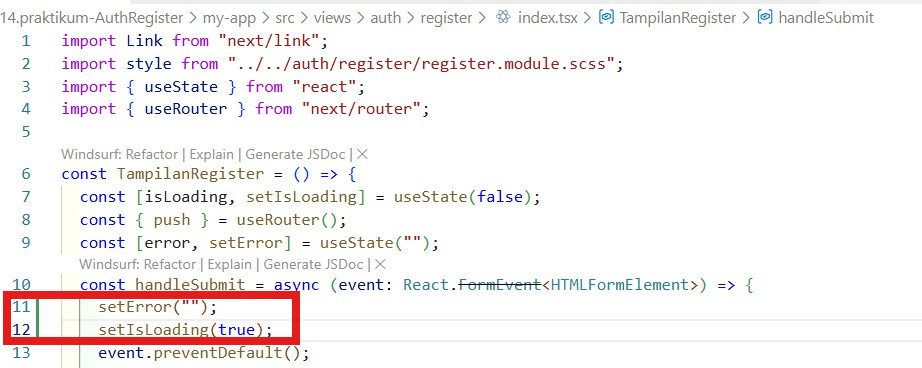 14.praktikum-AuthRegister > my-app > src > views > auth > register > index.tsx > TampilanRegister > handleSubmit
1 import Link from "next/link";
2 import style from "../../auth/register/register.module.scss";
3 import { useState } from "react";
4 import { useRouter } from "next/router";
5
Windsurf: Refactor | Explain | Generate JSDoc | ×
6 const TampilanRegister = () => {
7 const [isLoading, setIsLoading] = useState(false);
8 const { push } = useRouter();
9 const [error, setError] = useState("");
Windsurf: Refactor | Explain | Generate JSDoc | ×
10 const handleSubmit = async (event: React.FormEvent<HTMLFormElement>) => {
11 setError("");
12 setIsLoading(true);
13 event.preventDefault();